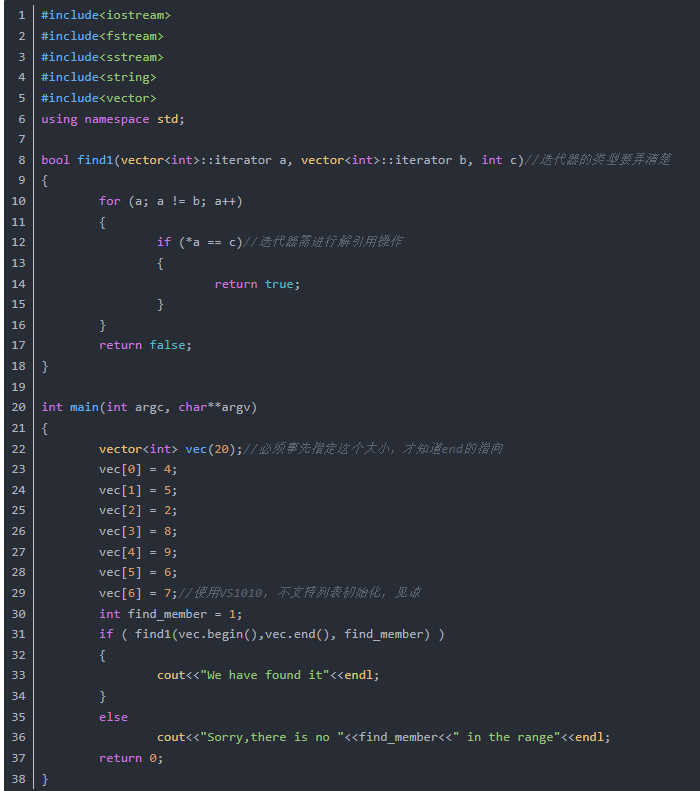 1 #include<iostream>
2 #include<fstream>
3 #include<sstream>
4 #include<string>
5 #include<vector>
6 using namespace std;
7
8 bool find1(vector<int>::iterator a, vector<int>::iterator b, int c)//迭代器的类型要弄清楚
9 {
10         for (a; a != b; a++)
11         {
12                 if (*a == c)//迭代器需进行解引用操作
13                 {
14                         return true;
15                 }
16         }
17         return false;
18 }
19
20 int main(int argc, char**argv)
21 {
22         vector<int> vec(20);//必须事先指定这个大小，才知道end的指向
23         vec[0] = 4;
24         vec[1] = 5;
25         vec[2] = 2;
26         vec[3] = 8;
27         vec[4] = 9;
28         vec[5] = 6;
29         vec[6] = 7;//使用VS1010，不支持列表初始化，见谅
30         int find_member = 1;
31         if ( find1(vec.begin(),vec.end(), find_member) )
32         {
33                 cout<<"We have found it"<<endl;
34         }
35         else
36                 cout<<"Sorry,there is no "<<find_member<<" in the range"<<endl;
37         return 0;
38 }